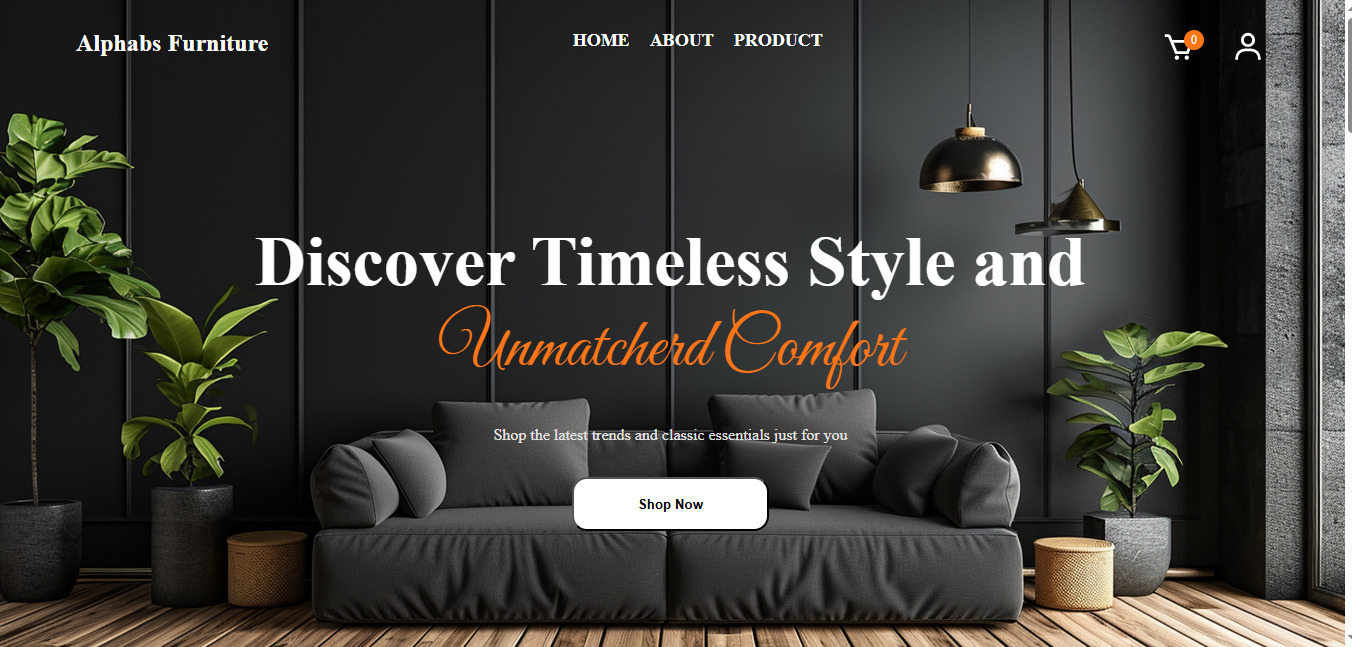 Alphabs Furniture
HOME ABOUT PRODUCT
0
Discover Timeless Style and
Unmatcherd Comfort
Shop the latest trends and classic essentials just for you
Shop Now